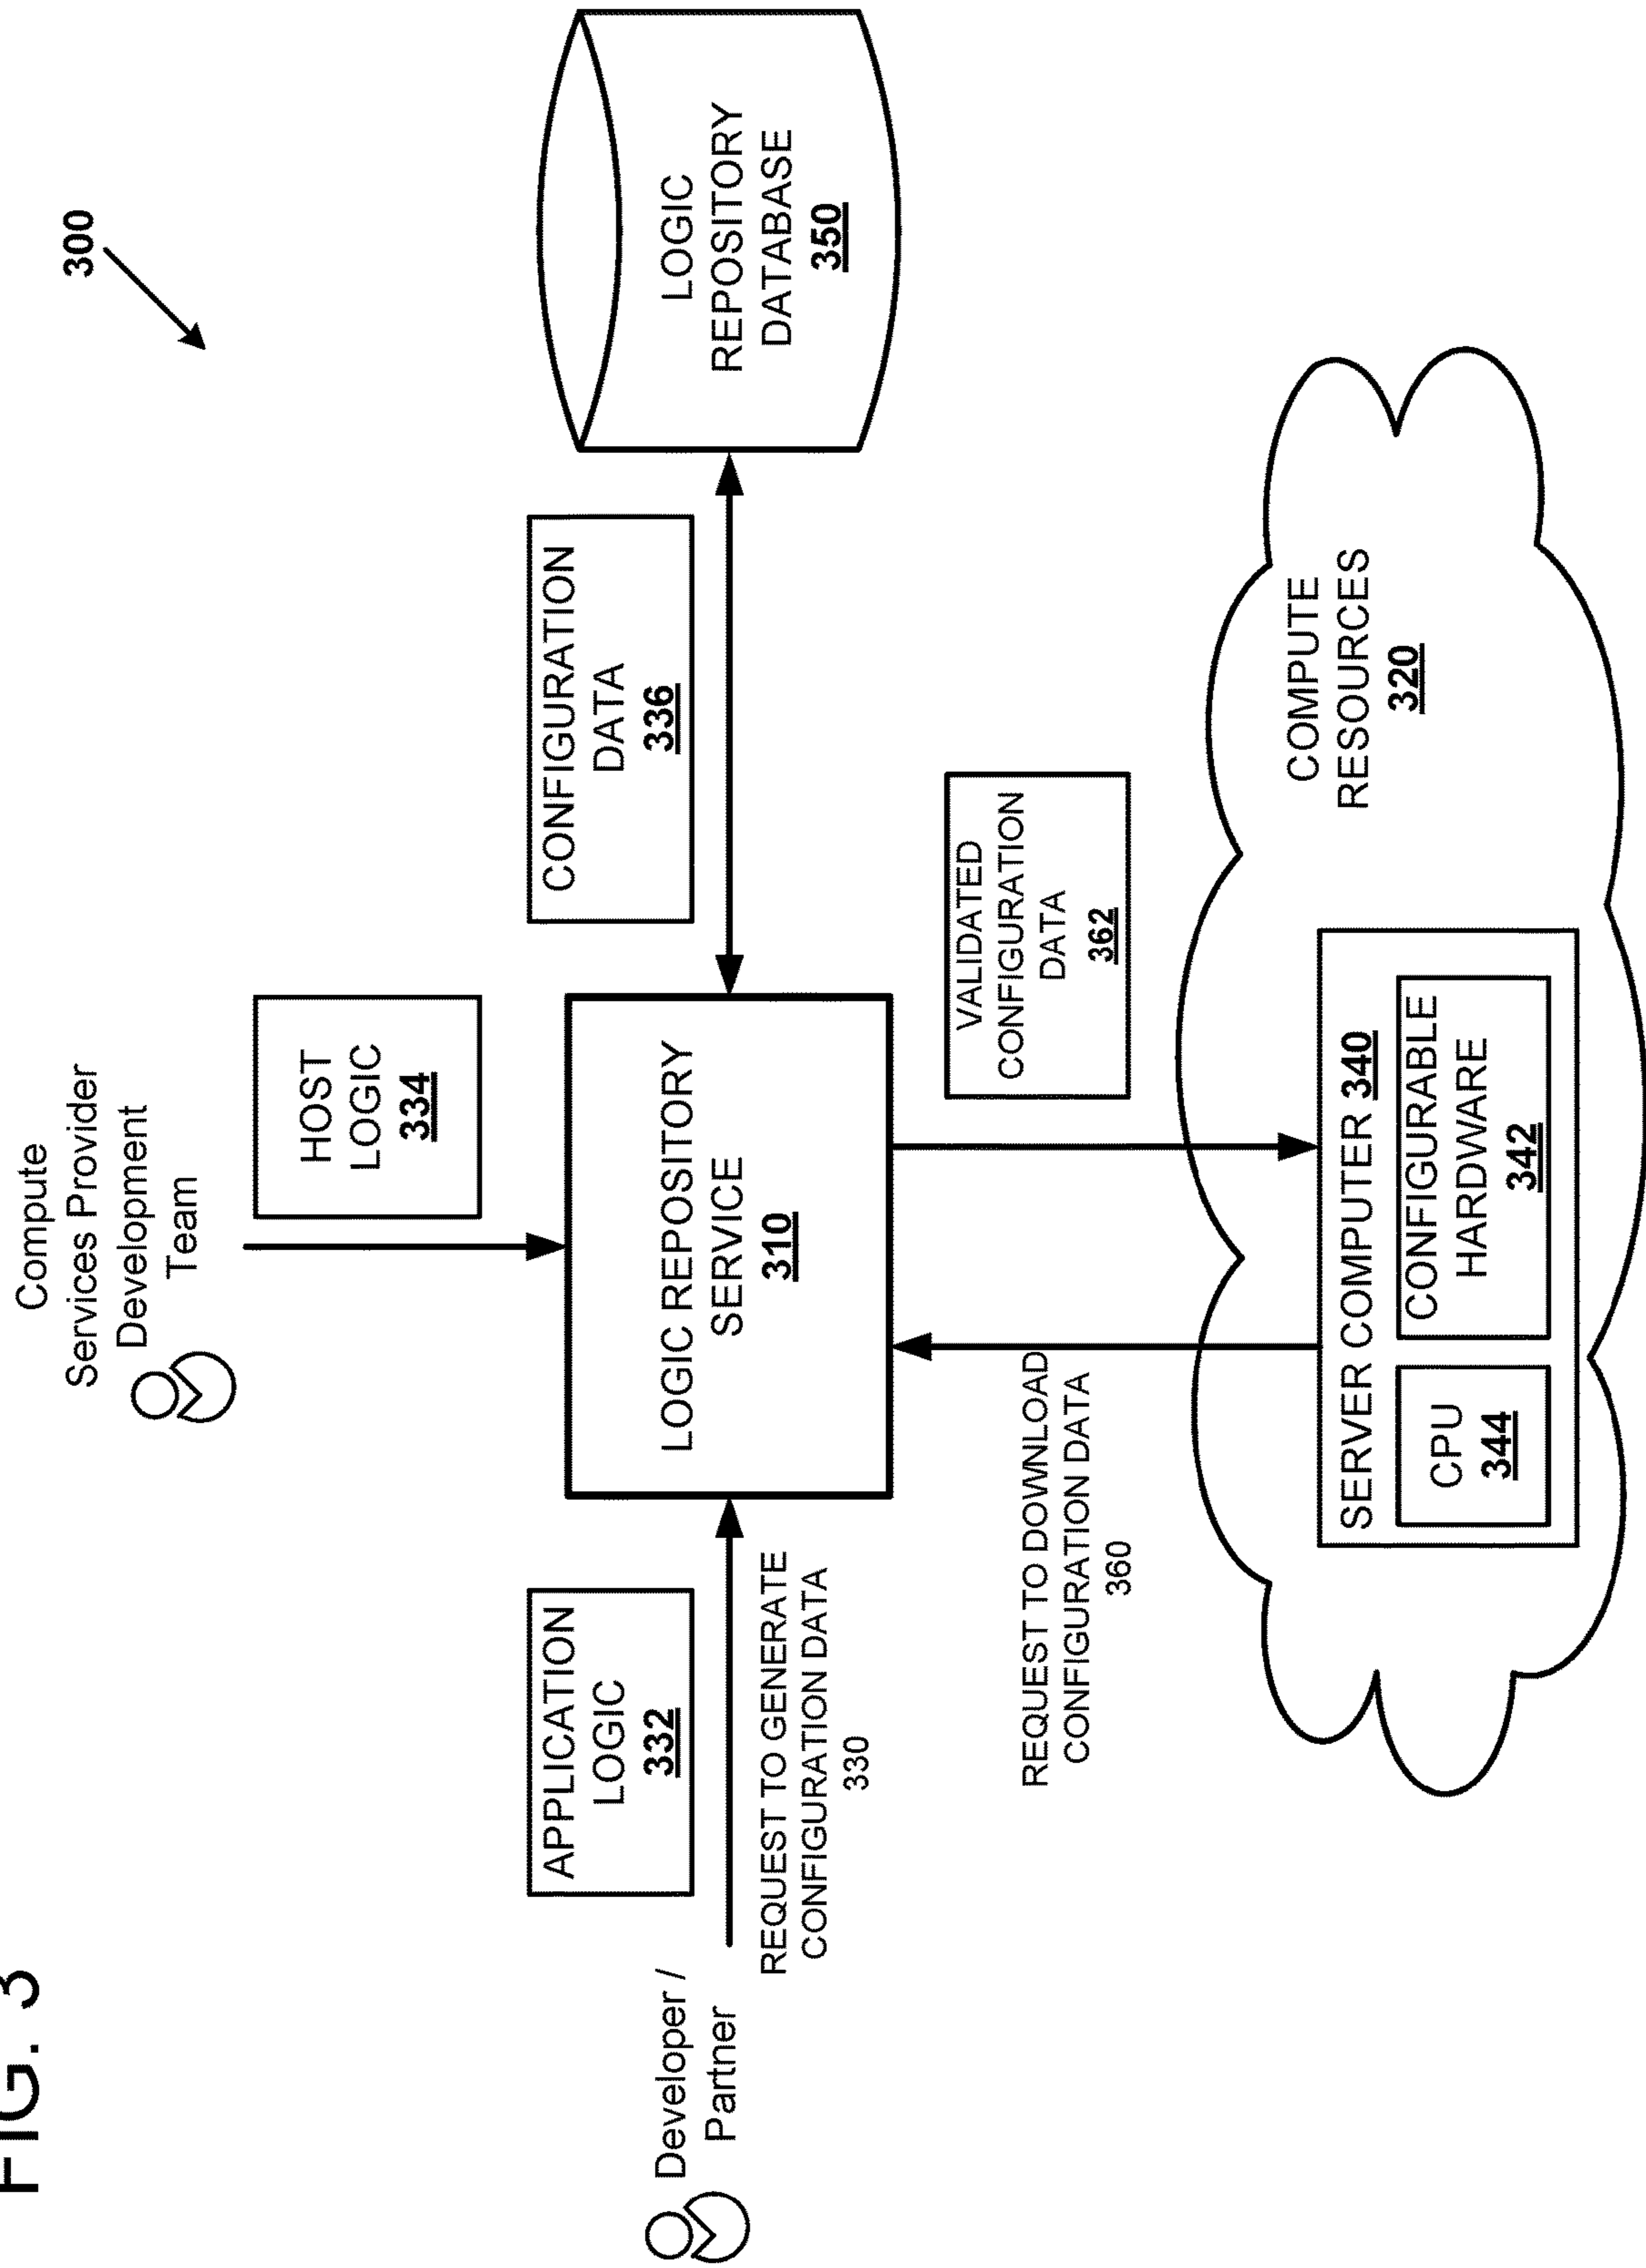 FIG. 3
300
Compute
Services Provider
Development
Team
HOST
LOGIC
334
Developer /
Partner
APPLICATION
LOGIC
332
REQUEST TO GENERATE
CONFIGURATION DATA
330
LOGIC REPOSITORY
SERVICE
310
CONFIGURATION
DATA
336
LOGIC
REPOSITORY
DATABASE
350
REQUEST TO DOWNLOAD
CONFIGURATION DATA
360
VALIDATED
CONFIGURATION
DATA
362
SERVER COMPUTER 340
CPU
344
CONFIGURABLE
HARDWARE
342
COMPUTE
RESOURCES
320